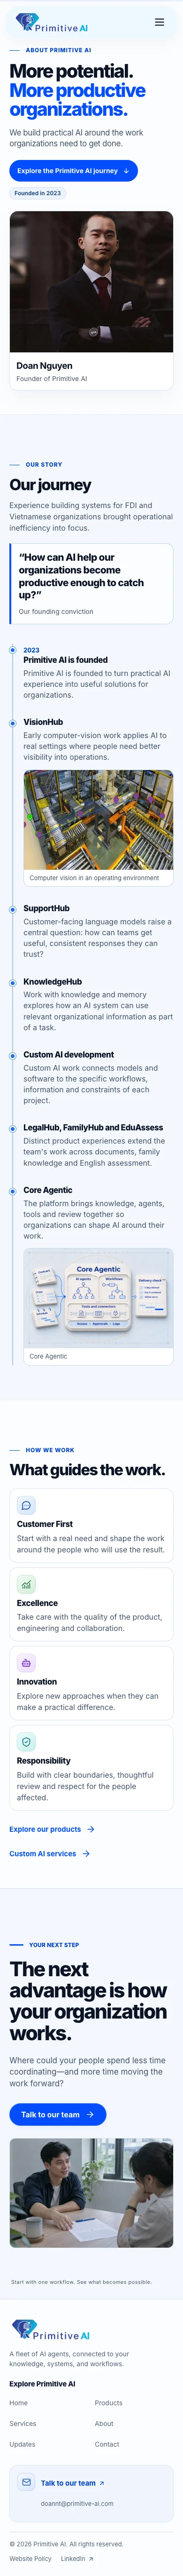 Primitive AI
ABOUT PRIMITIVE AI
More potential.
More productive
organizations.
We build practical AI around the work
organizations need to get done.
Explore the Primitive AI journey ↓
Founded in 2023
Doan Nguyen
Founder of Primitive AI
OUR STORY
Our journey
Experience building systems for FDI and
Vietnamese organizations brought operational
inefficiency into focus.
“How can AI help our
organizations become
productive enough to catch
up?”
Our founding conviction
2023
Primitive AI is founded
Primitive AI is founded to turn practical AI
experience into useful solutions for
organizations.
VisionHub
Early computer-vision work applies AI to
real settings where people need better
visibility into operations.
Computer vision in an operating environment
SupportHub
Customer-facing language models raise a
central question: how can teams get
useful, consistent responses they can
trust?
KnowledgeHub
Work with knowledge and memory
explores how an AI system can use
relevant organizational information as part
of a task.
Custom AI development
Custom AI work connects models and
software to the specific workflows,
information and constraints of each
project.
LegalHub, FamilyHub and EduAssess
Distinct product experiences extend the
team's work across documents, family
knowledge and English assessment.
Core Agentic
The platform brings knowledge, agents,
tools and review together so
organizations can shape AI around their
work.
Core Agentic
AI agents
Workflows
Delivery check
Contract
Tools and connections
Core Agentic
HOW WE WORK
What guides the work.
Customer First
Start with a real need and shape the work
around the people who will use the result.
Excellence
Take care with the quality of the product,
engineering and collaboration.
Innovation
Explore new approaches when they can
make a practical difference.
Responsibility
Build with clear boundaries, thoughtful
review and respect for the people
affected.
Explore our products →
Custom AI services →
YOUR NEXT STEP
The next
advantage is how
your organization
works.
Where could your people spend less time
coordinating—and more time moving the
work forward?
Talk to our team →
Start with one workflow. See what becomes possible.
Primitive AI
A fleet of AI agents, connected to your
knowledge, systems, and workflows.
Explore Primitive AI
Home Products
Services About
Updates Contact
Talk to our team ↗
doannt@primitive-ai.com
© 2026 Primitive AI. All rights reserved.
Website Policy LinkedIn ↗